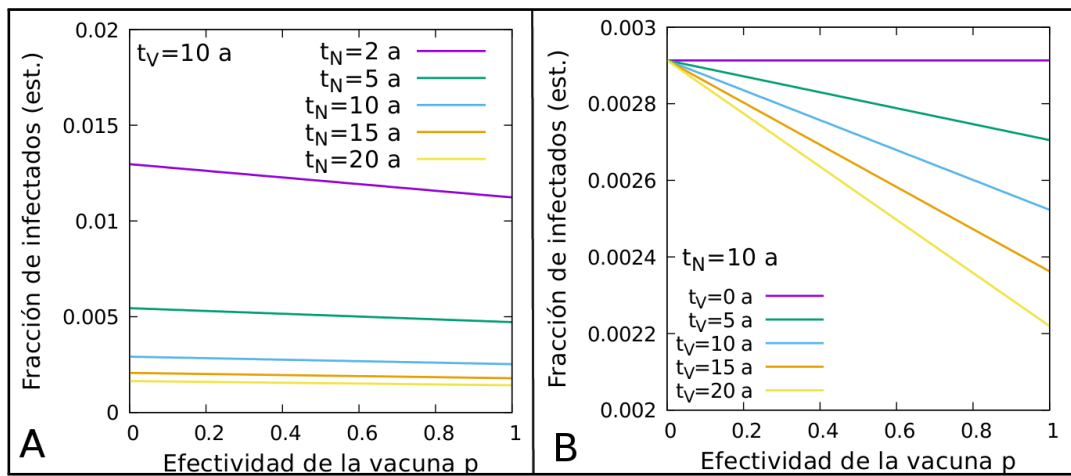 0.02
0.015
0.01
0.005
0
0
0.2
0.4
0.6
0.8
1
Fracción de infectados (est.)
Efectividad de la vacuna p
t_V=10 a
t_N=2 a
t_N=5 a
t_N=10 a
t_N=15 a
t_N=20 a
A
0.003
0.0028
0.0026
0.0024
0.0022
0.002
0.0
0.2
0.4
0.6
0.8
1
Fracción de infectados (est.)
Efectividad de la vacuna p
t_N=10 a
t_V=0 a
t_V=5 a
t_V=10 a
t_V=15 a
t_V=20 a
B